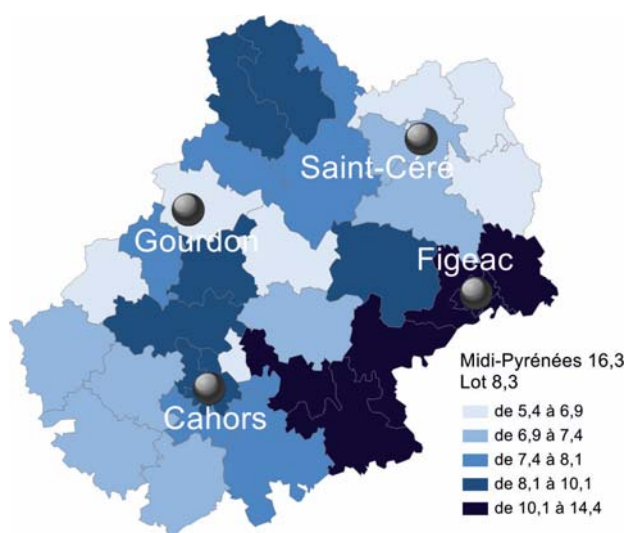 Saint-Céré
Gourdon
Figeac
Cahors
Midi-Pyrénées 16,3
Lot 8,3
de 5,4 à 6,9
de 6,9 à 7,4
de 7,4 à 8,1
de 8,1 à 10,1
de 10,1 à 14,4